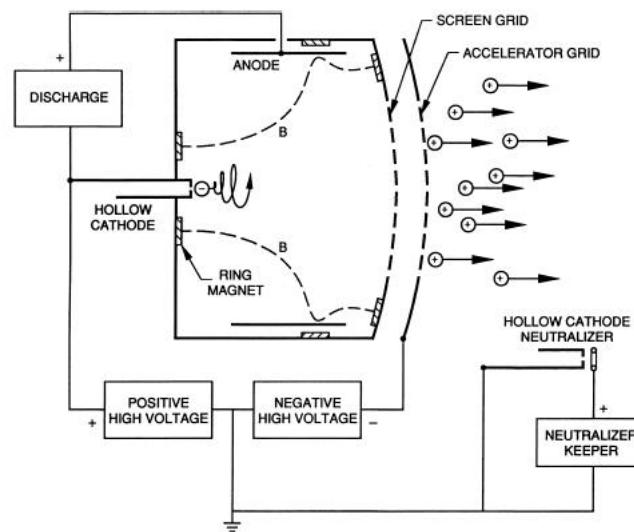 SCREEN GRID
ACCELERATOR GRID
+
ANODE
DISCHARGE
B
+ + + + + + + + + + +
−
HOLLOW
CATHODE
B
RING
MAGNET
HOLLOW CATHODE
NEUTRALIZER
POSITIVE
HIGH VOLTAGE
+
NEGATIVE
HIGH VOLTAGE
−
+
NEUTRALIZER
KEEPER